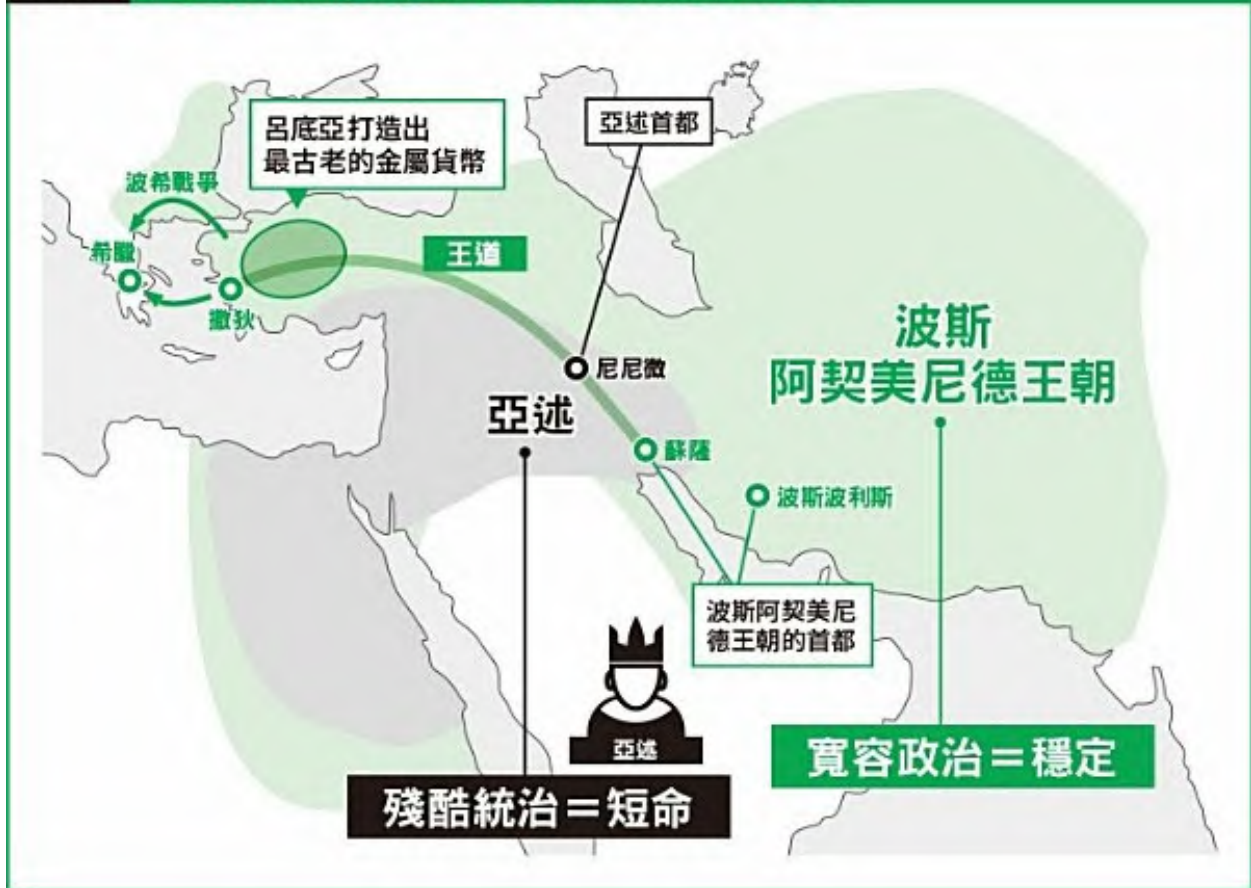 呂底亞打造出
最古老的金屬貨幣
亞述首都
波希戰爭
希臘
撒狄
王道
尼尼微
亞述
蘇薩
波斯
阿契美尼德王朝
波斯波利斯
波斯阿契美尼
德王朝的首都
亞述
殘酷統治=短命
寬容政治=穩定